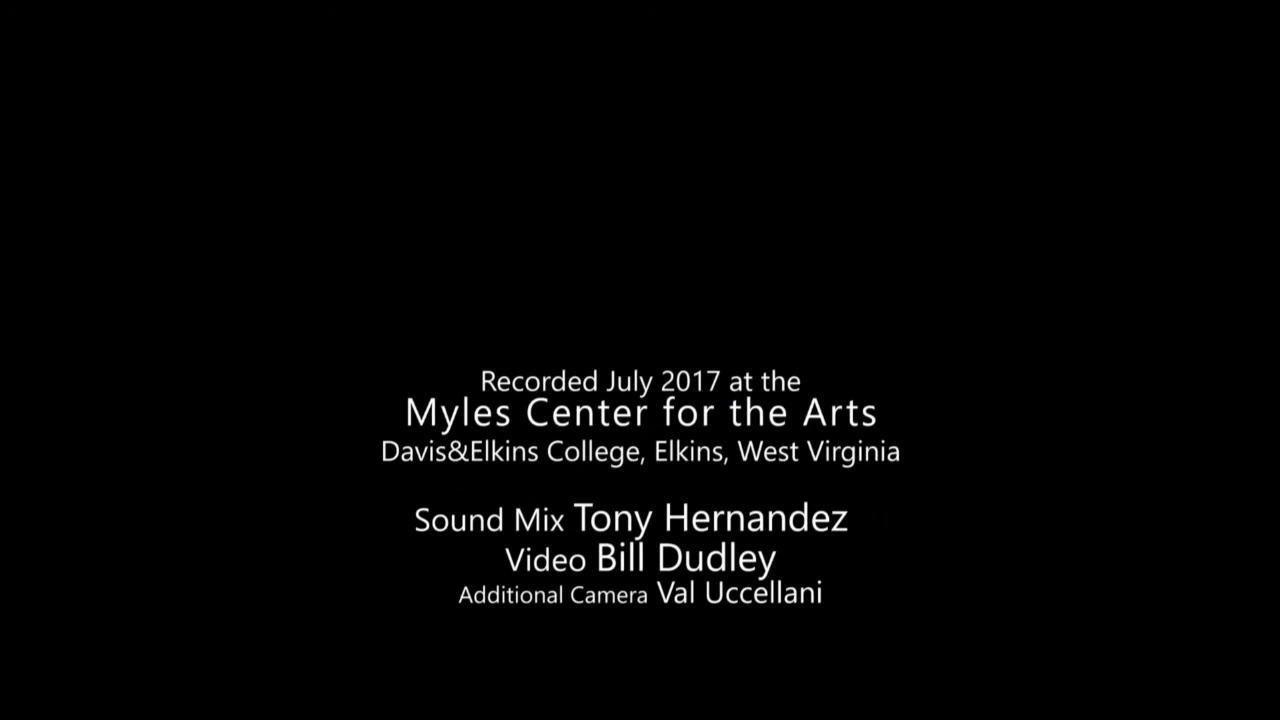 Recorded July 2017 at the
Myles Center for the Arts
Davis&Elkins College, Elkins, West Virginia
Sound Mix Tony Hernandez
Video Bill Dudley
Additional Camera Val Uccellani